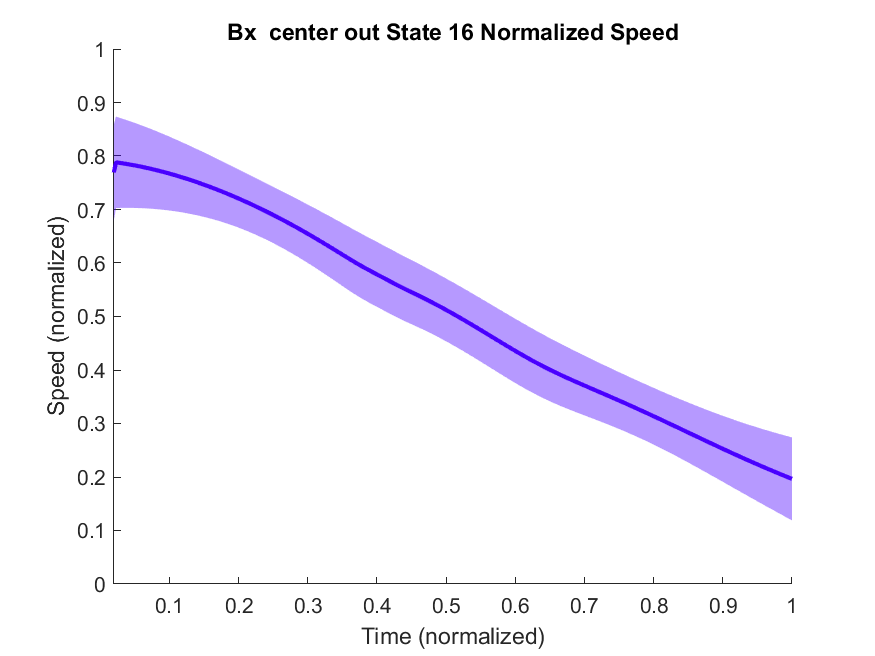 Bx  center out State 16 Normalized Speed
1
0.9
0.8
0.7
0.6
0.5
0.4
0.3
0.2
0.1
0
Speed (normalized)
0.1 0.2 0.3 0.4 0.5 0.6 0.7 0.8 0.9 1
Time (normalized)